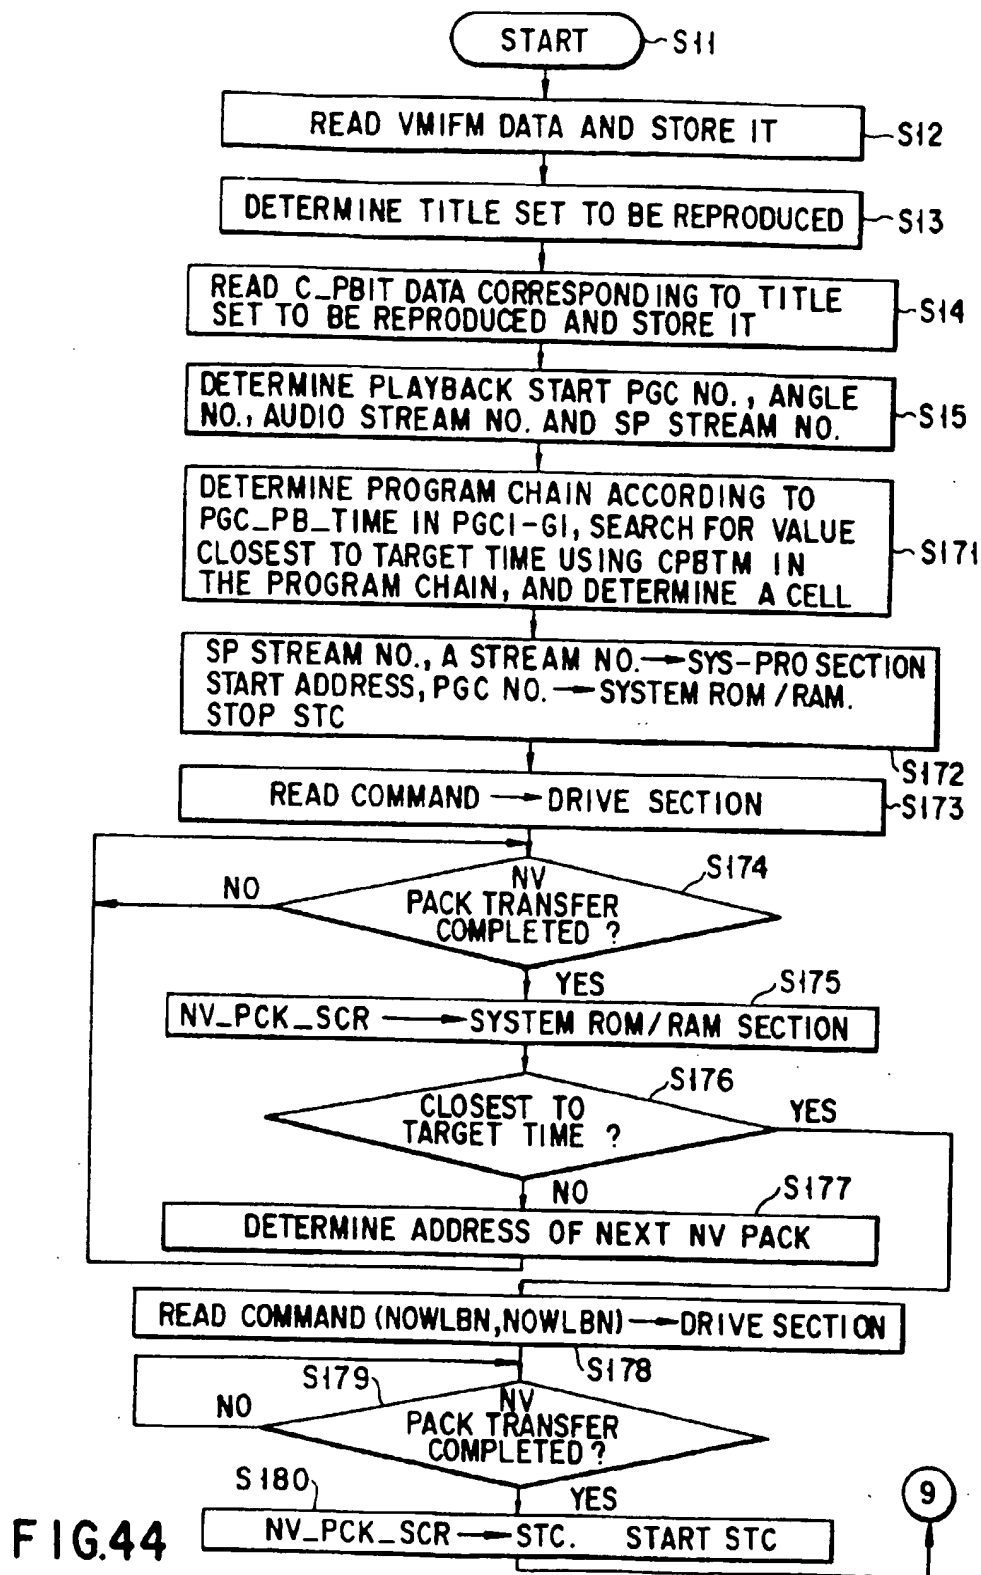 START
S11
READ VMIFM DATA AND STORE IT
S12
DETERMINE TITLE SET TO BE REPRODUCED
S13
READ C_PBIT DATA CORRESPONDING TO TITLE
SET TO BE REPRODUCED AND STORE IT
S14
DETERMINE PLAYBACK START PGC NO., ANGLE
NO., AUDIO STREAM NO. AND SP STREAM NO.
S15
DETERMINE PROGRAM CHAIN ACCORDING TO
PGC_PB_TIME IN PGCI-GI, SEARCH FOR VALUE
CLOSEST TO TARGET TIME USING CPBTM IN
THE PROGRAM CHAIN, AND DETERMINE A CELL
S171
SP STREAM NO., A STREAM NO.→SYS-PRO SECTION
START ADDRESS, PGC NO.→SYSTEM ROM/RAM.
STOP STC
S172
READ COMMAND→DRIVE SECTION
S173
S174
NO
NV
PACK TRANSFER
COMPLETED ?
YES
S175
NV_PCK_SCR→SYSTEM ROM/RAM SECTION
S176
CLOSEST TO
TARGET TIME ?
YES
NO
S177
DETERMINE ADDRESS OF NEXT NV PACK
READ COMMAND (NOWLBN,NOWLBN)→DRIVE SECTION
S178
S179
NO
NV
PACK TRANSFER
COMPLETED ?
YES
S180
9
NV_PCK_SCR→STC. START STC
FIG.44